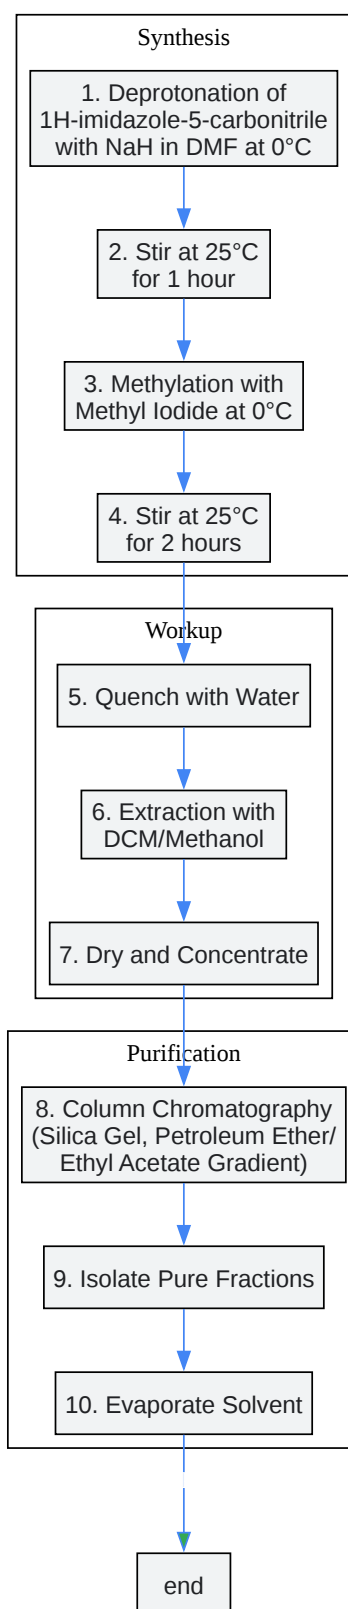 Synthesis
1. Deprotonation of
1H-imidazole-5-carbonitrile
with NaH in DMF at 0°C
2. Stir at 25°C
for 1 hour
3. Methylation with
Methyl Iodide at 0°C
4. Stir at 25°C
for 2 hours
Workup
5. Quench with Water
6. Extraction with
DCM/Methanol
7. Dry and Concentrate
Purification
8. Column Chromatography
(Silica Gel, Petroleum Ether/
Ethyl Acetate Gradient)
9. Isolate Pure Fractions
10. Evaporate Solvent
end